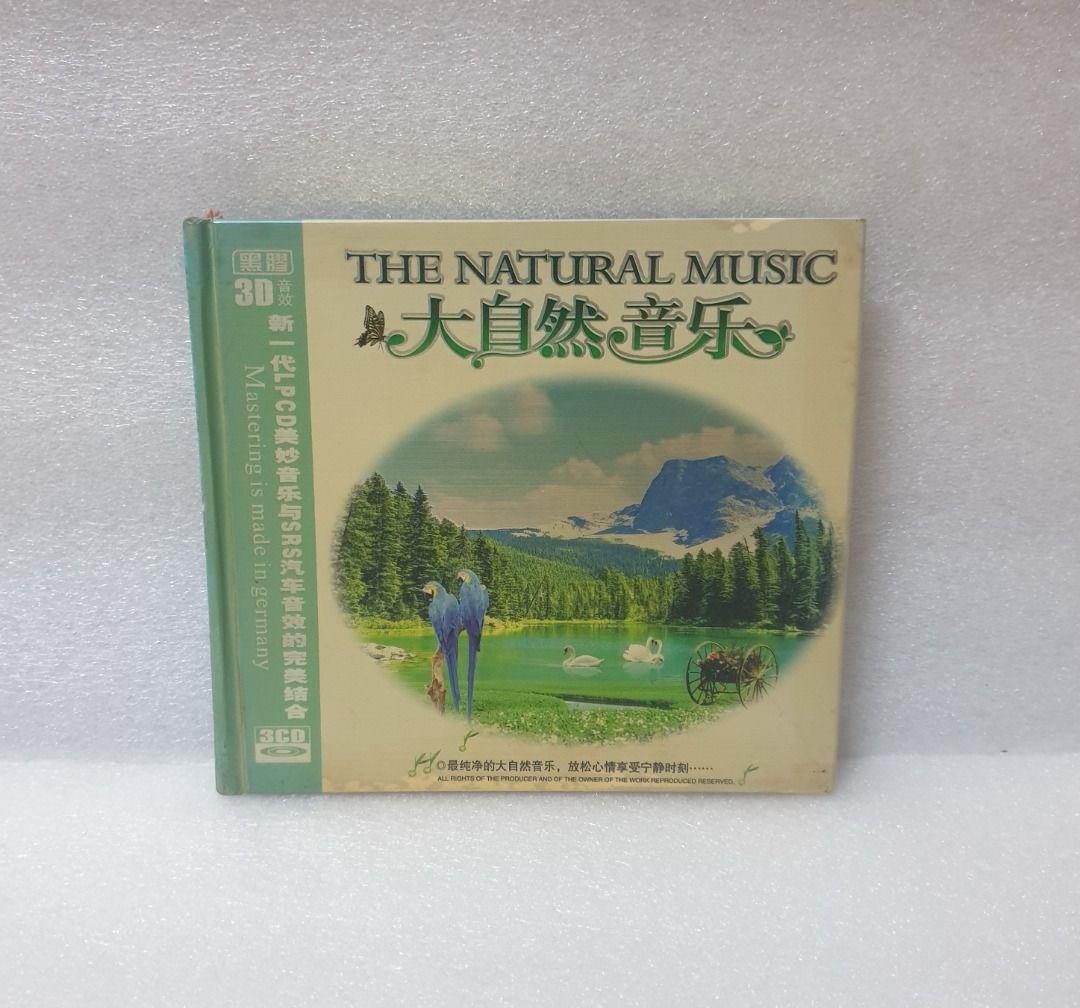 THE NATURAL MUSIC
大自然音乐
黑膠
3D音效
新一代LPCD美妙音乐与SRS汽车音效的完美结合
Mastering is made in germany
3CD
◎最纯净的大自然音乐，放松心情享受宁静时刻……
ALL RIGHTS OF THE PRODUCER AND OF THE OWNER OF THE WORK REPRODUCED RESERVED.